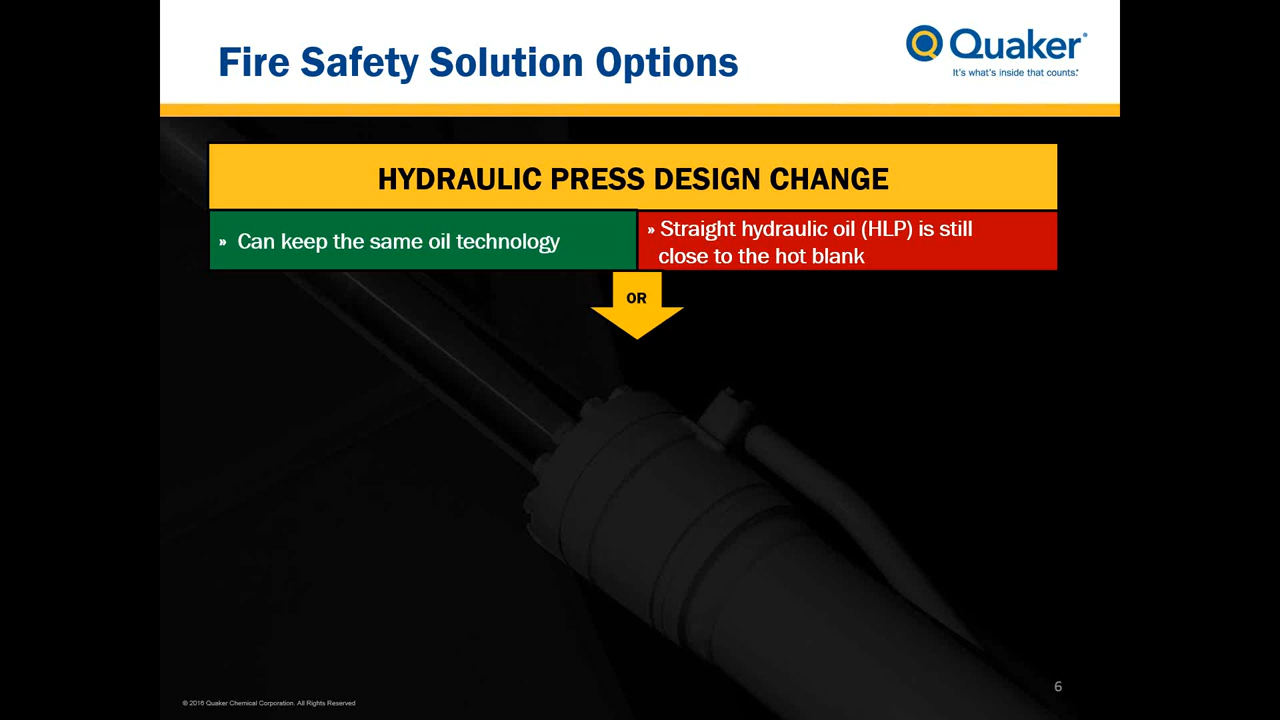 Fire Safety Solution Options
Quaker®
It's what's inside that counts.®
HYDRAULIC PRESS DESIGN CHANGE
» Can keep the same oil technology
» Straight hydraulic oil (HLP) is still
close to the hot blank
OR
6
© 2016 Quaker Chemical Corporation. All Rights Reserved